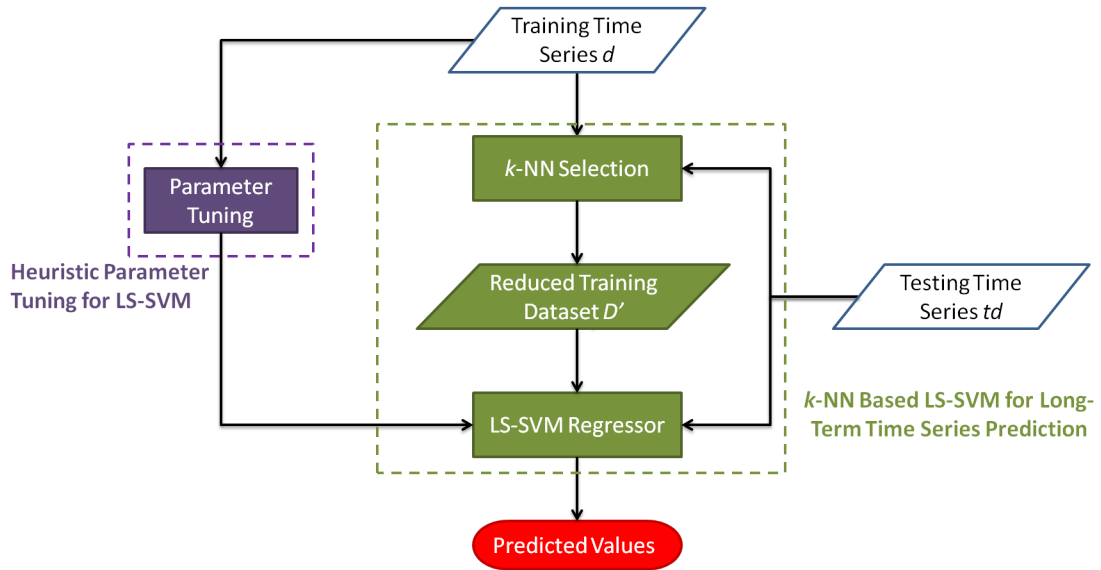 Training Time
Series d
k-NN Selection
Parameter
Tuning
Heuristic Parameter
Tuning for LS-SVM
Reduced Training
Dataset D’
Testing Time
Series td
k-NN Based LS-SVM for Long-
Term Time Series Prediction
LS-SVM Regressor
Predicted Values